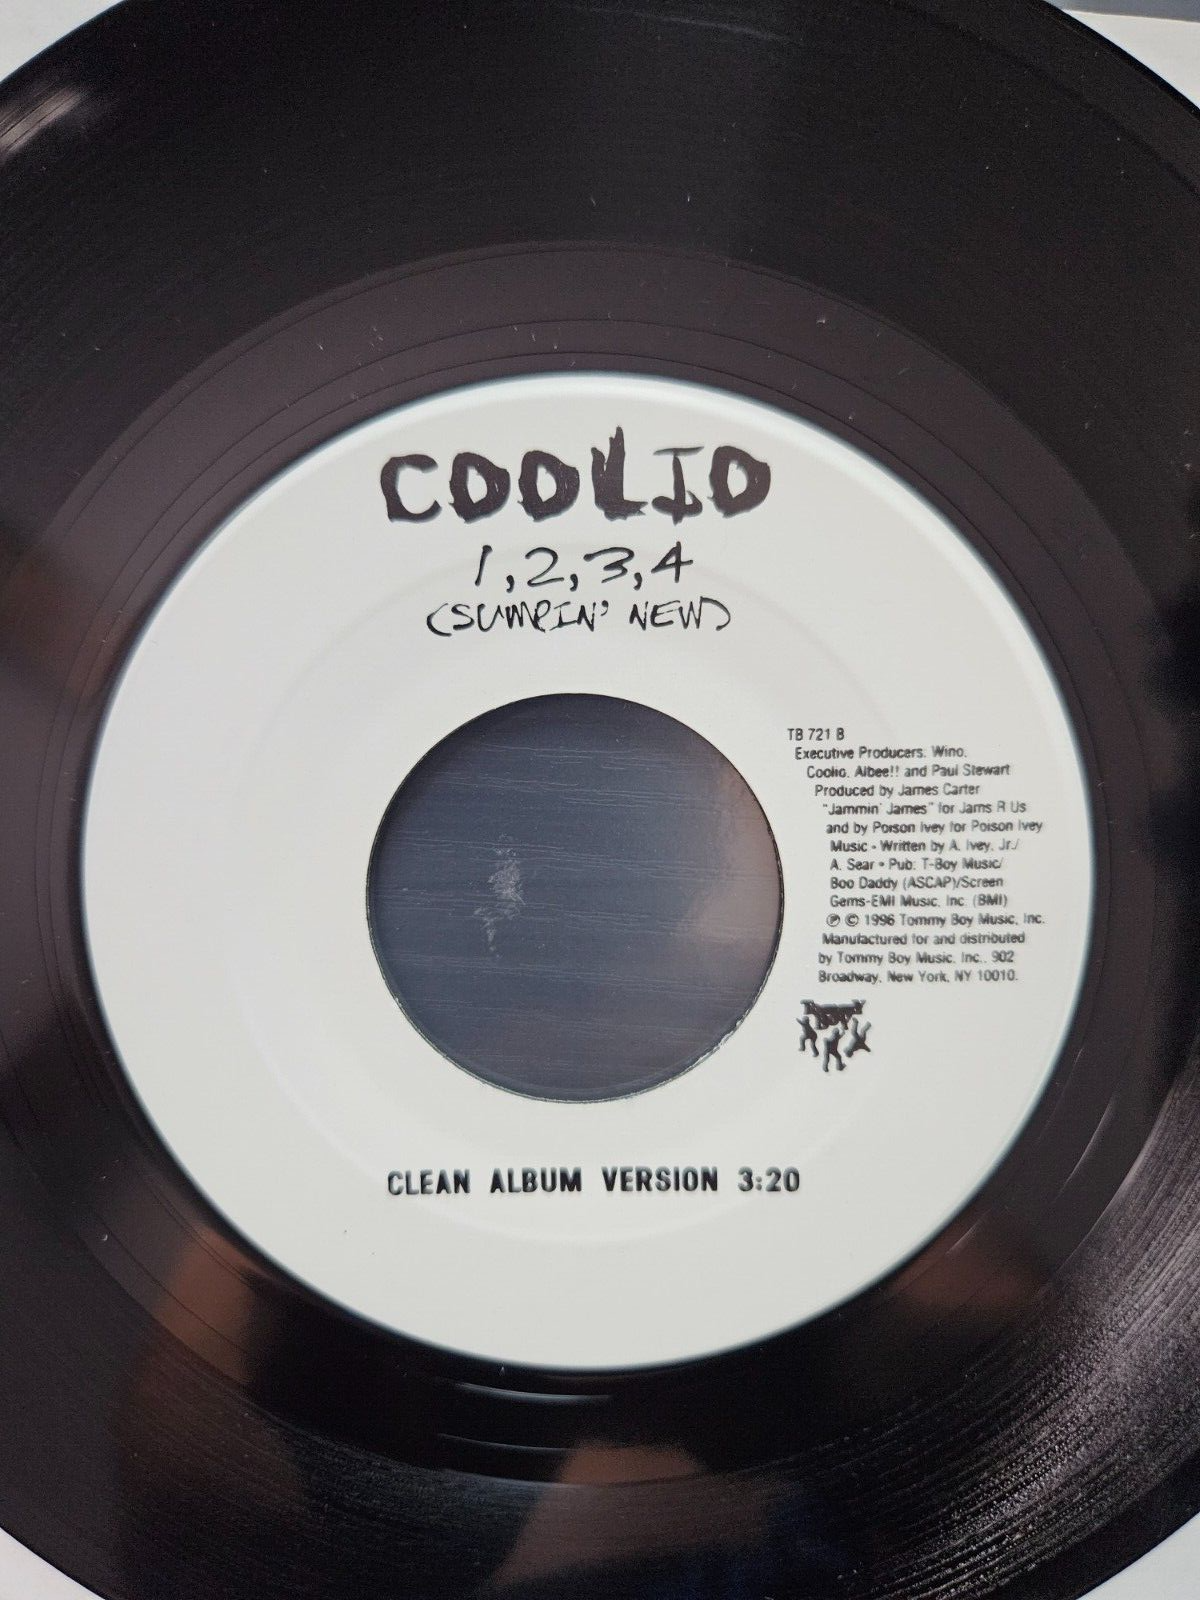 COOLIO
1,2,3,4
(SUMPIN' NEW)
TB 721 B
Executive Producers: Wino,
Coolio, Albee!! and Paul Stewart
Produced by James Carter
"Jammin' James" for Jams R Us
and by Poison Ivey for Poison Ivey
Music • Written by A. Ivey, Jr./
A. Sear • Pub: T-Boy Music/
Boo Daddy (ASCAP)/Screen
Gems-EMI Music, Inc. (BMI)
℗ © 1996 Tommy Boy Music, Inc.
Manufactured for and distributed
by Tommy Boy Music, Inc., 902
Broadway, New York, NY 10010.
TOMMY
BOY
CLEAN ALBUM VERSION 3:20